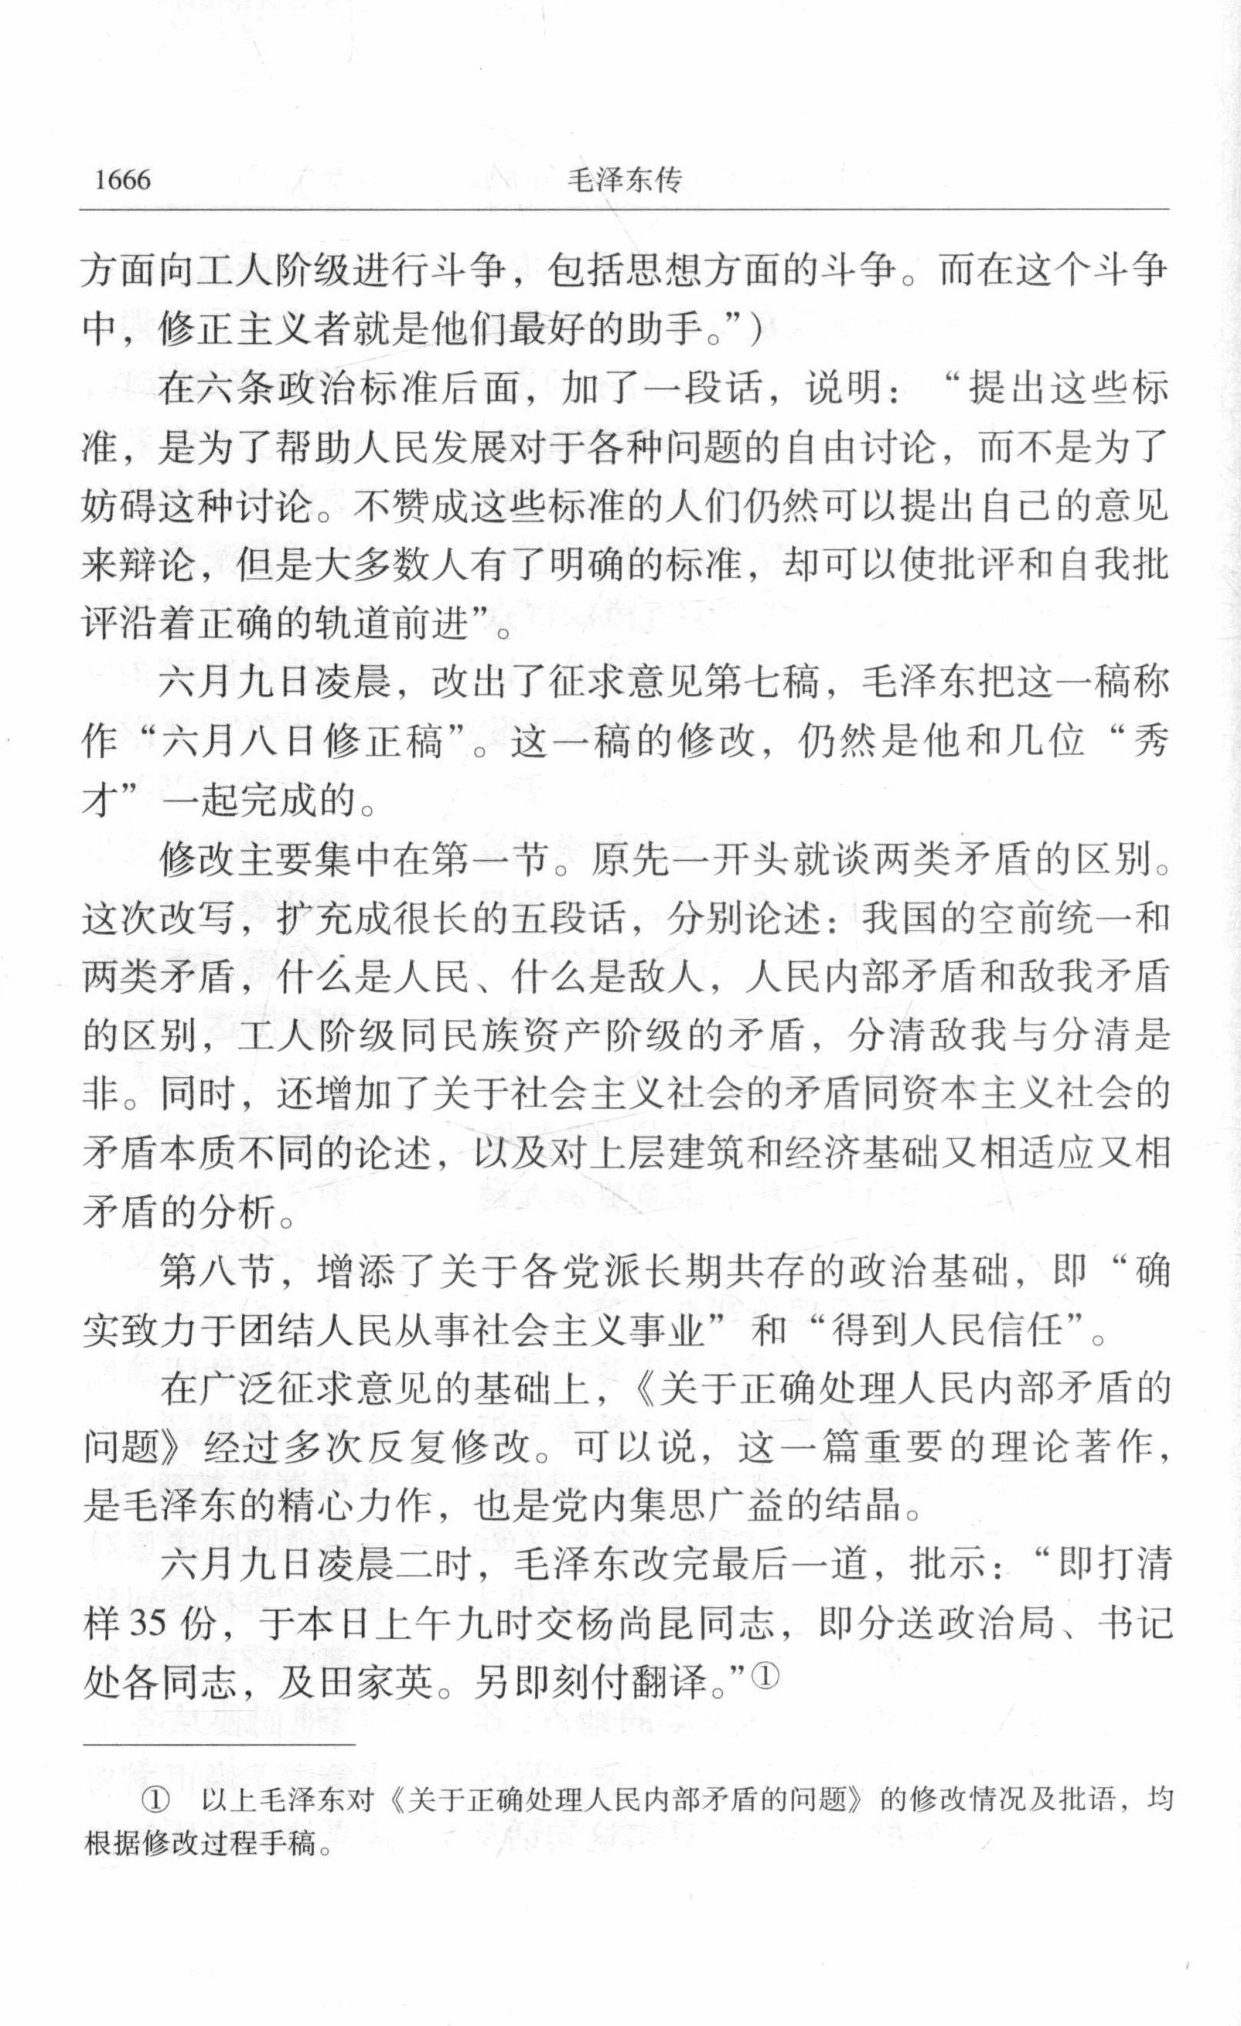 1666
毛泽东传
方面向工人阶级进行斗争，包括思想方面的斗争。而在这个斗争
中，修正主义者就是他们最好的助手。”）
在六条政治标准后面，加了一段话，说明：“提出这些标
准，是为了帮助人民发展对于各种问题的自由讨论，而不是为了
妨碍这种讨论。不赞成这些标准的人们仍然可以提出自己的意见
来辩论，但是大多数人有了明确的标准，却可以使批评和自我批
评沿着正确的轨道前进”。
六月九日凌晨，改出了征求意见第七稿，毛泽东把这一稿称
作“六月八日修正稿”。这一稿的修改，仍然是他和几位“秀
才”一起完成的。
修改主要集中在第一节。原先一开头就谈两类矛盾的区别。
这次改写，扩充成很长的五段话，分别论述：我国的空前统一和
两类矛盾，什么是人民、什么是敌人，人民内部矛盾和敌我矛盾
的区别，工人阶级同民族资产阶级的矛盾，分清敌我与分清是
非。同时，还增加了关于社会主义社会的矛盾同资本主义社会的
矛盾本质不同的论述，以及对上层建筑和经济基础又相适应又相
矛盾的分析。
第八节，增添了关于各党派长期共存的政治基础，即“确
实致力于团结人民从事社会主义事业”和“得到人民信任”。
在广泛征求意见的基础上，《关于正确处理人民内部矛盾的
问题》经过多次反复修改。可以说，这一篇重要的理论著作，
是毛泽东的精心力作，也是党内集思广益的结晶。
六月九日凌晨二时，毛泽东改完最后一道，批示：“即打清
样35份，于本日上午九时交杨尚昆同志，即分送政治局、书记
处各同志，及田家英。另即刻付翻译。”①
① 以上毛泽东对《关于正确处理人民内部矛盾的问题》的修改情况及批语，均
根据修改过程手稿。